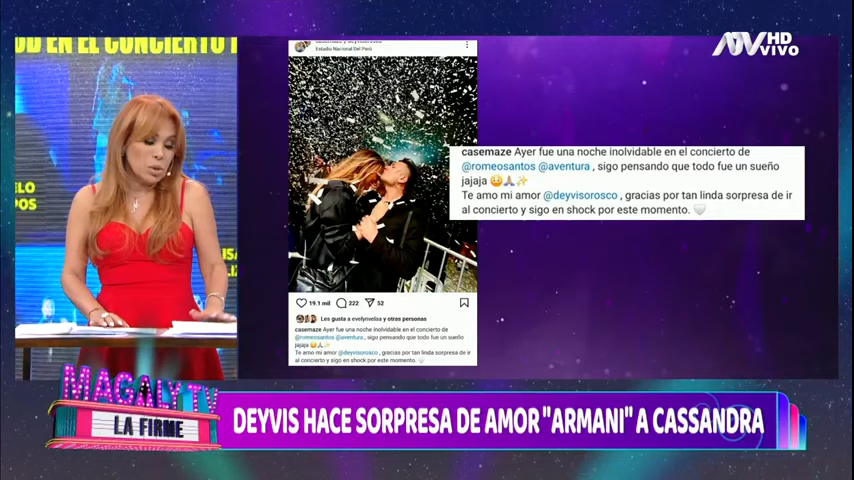 DD EN EL CONCIERTO
ELO
POS
Estadio Nacional Del Perú
19.1 mil 222 52
Les gusta a evelynvelaa y otras personas
casemaze Ayer fue una noche inolvidable en el concierto de
@romeosantos @aventura , sigo pensando que todo fue un sueño
jajaja 🥹🙏✨
Te amo mi amor @deyvisorosco , gracias por tan linda sorpresa de ir
al concierto y sigo en shock por este momento. 🤍
casemaze Ayer fue una noche inolvidable en el concierto de
@romeosantos @aventura , sigo pensando que todo fue un sueño
jajaja 🥹🙏✨
Te amo mi amor @deyvisorosco , gracias por tan linda sorpresa de ir
al concierto y sigo en shock por este momento. 🤍
ATV HD
VIVO
MAGALY TV
LA FIRME
DEYVIS HACE SORPRESA DE AMOR "ARMANI" A CASSANDRA